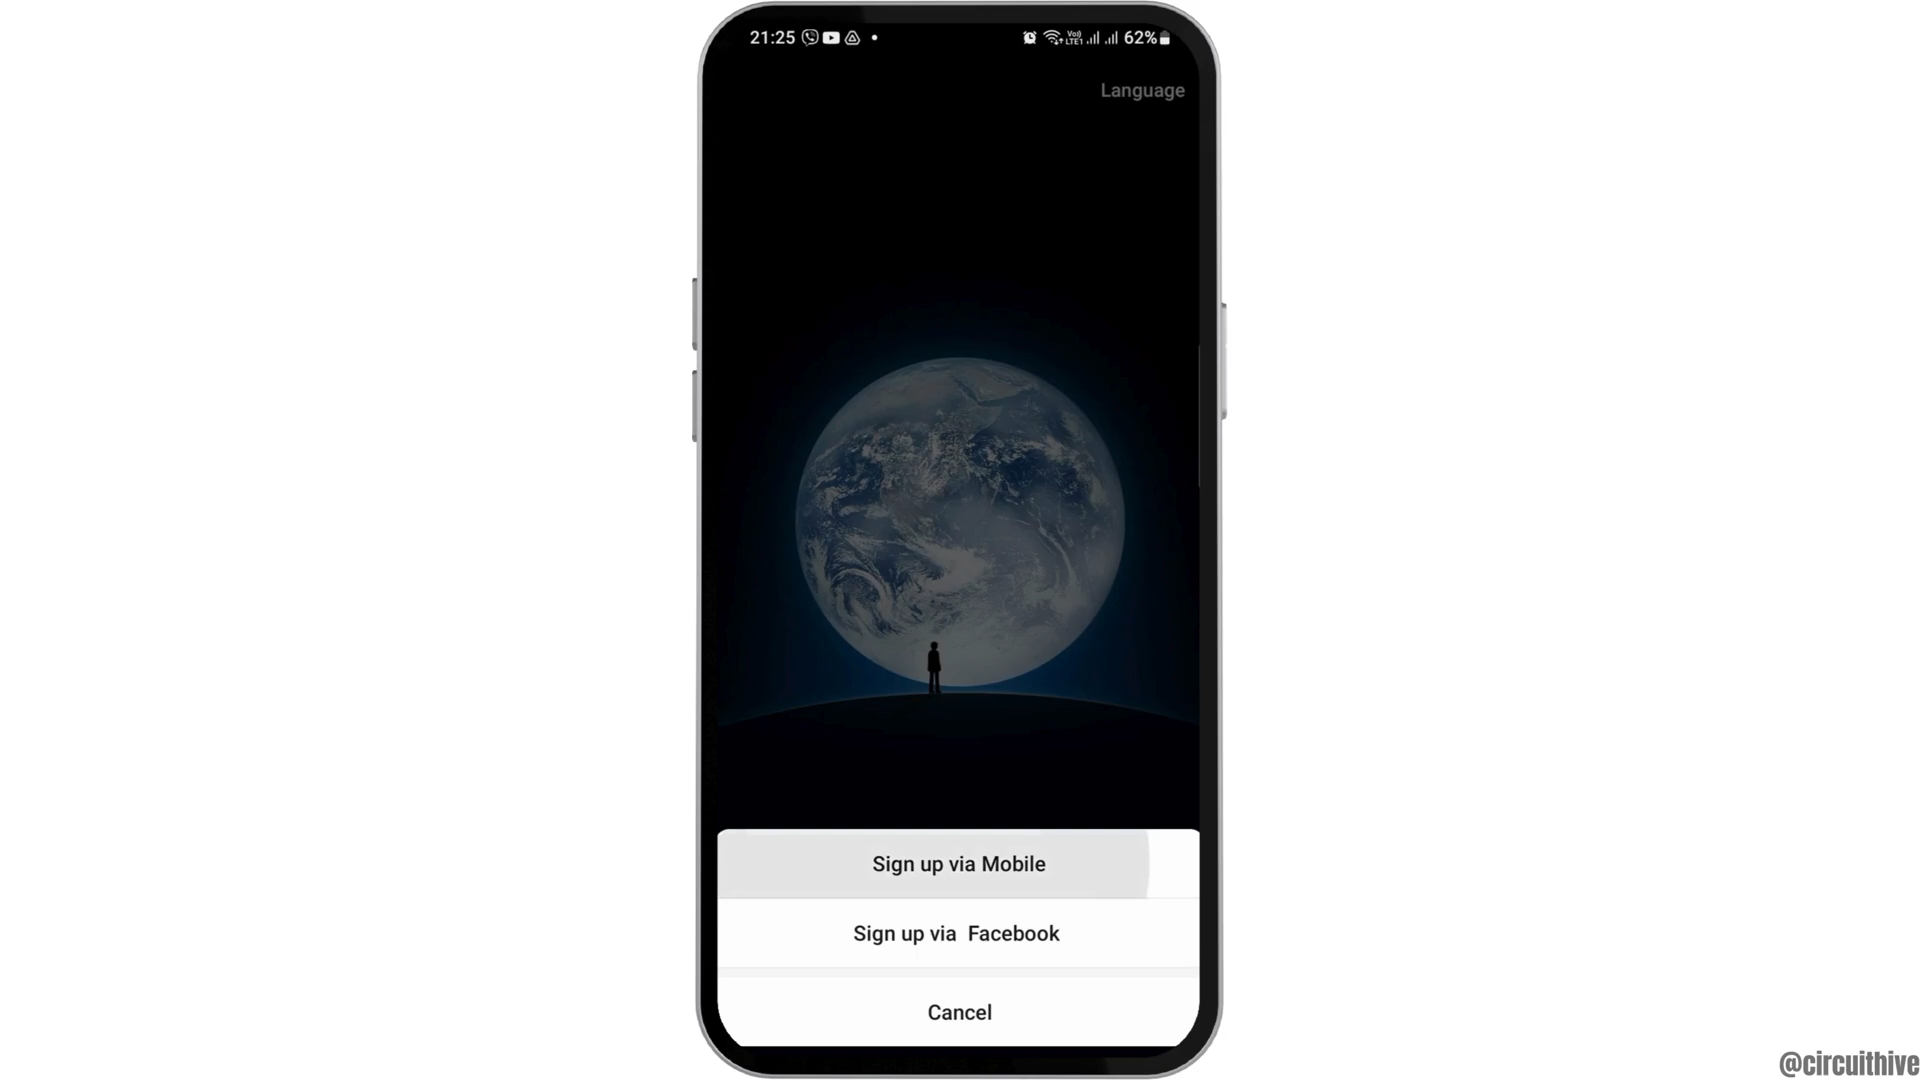 21:25 62%
Language
Sign up via Mobile
Sign up via Facebook
Cancel
@circuithive